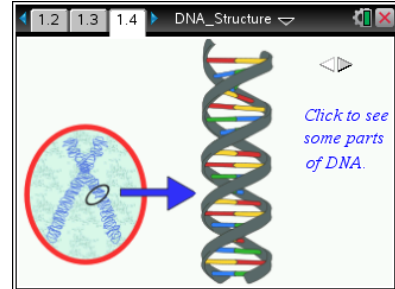 1.2 1.3 1.4 DNA_Structure
Click to see
some parts
of DNA.